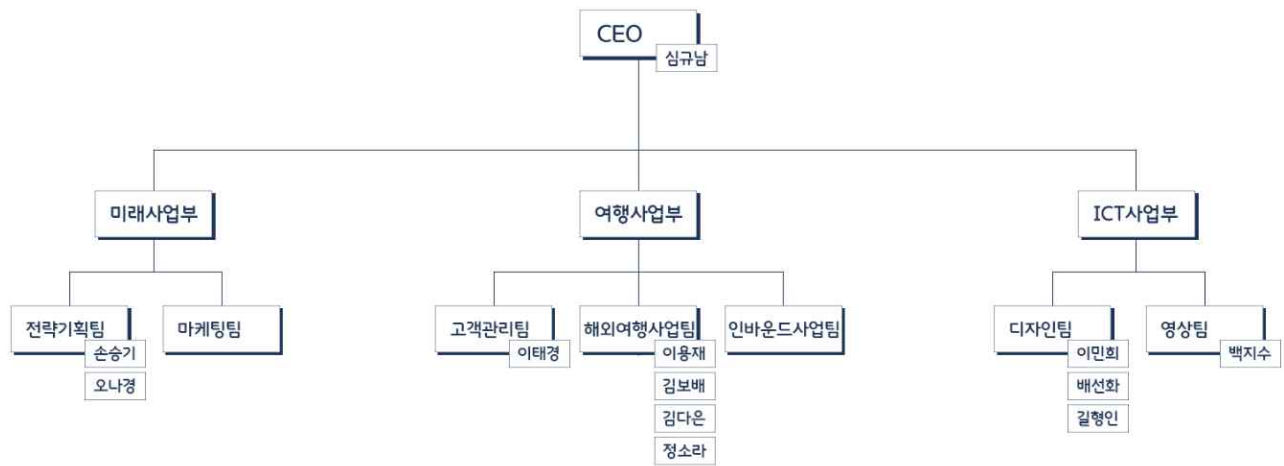 CEO
심규남
미래사업부
여행사업부
ICT사업부
전략기획팀
손승기
오나경
마케팅팀
고객관리팀
이태경
해외여행사업팀
이용재
김보배
김다은
정소라
인바운드사업팀
디자인팀
이민희
배선화
길형인
영상팀
백지수